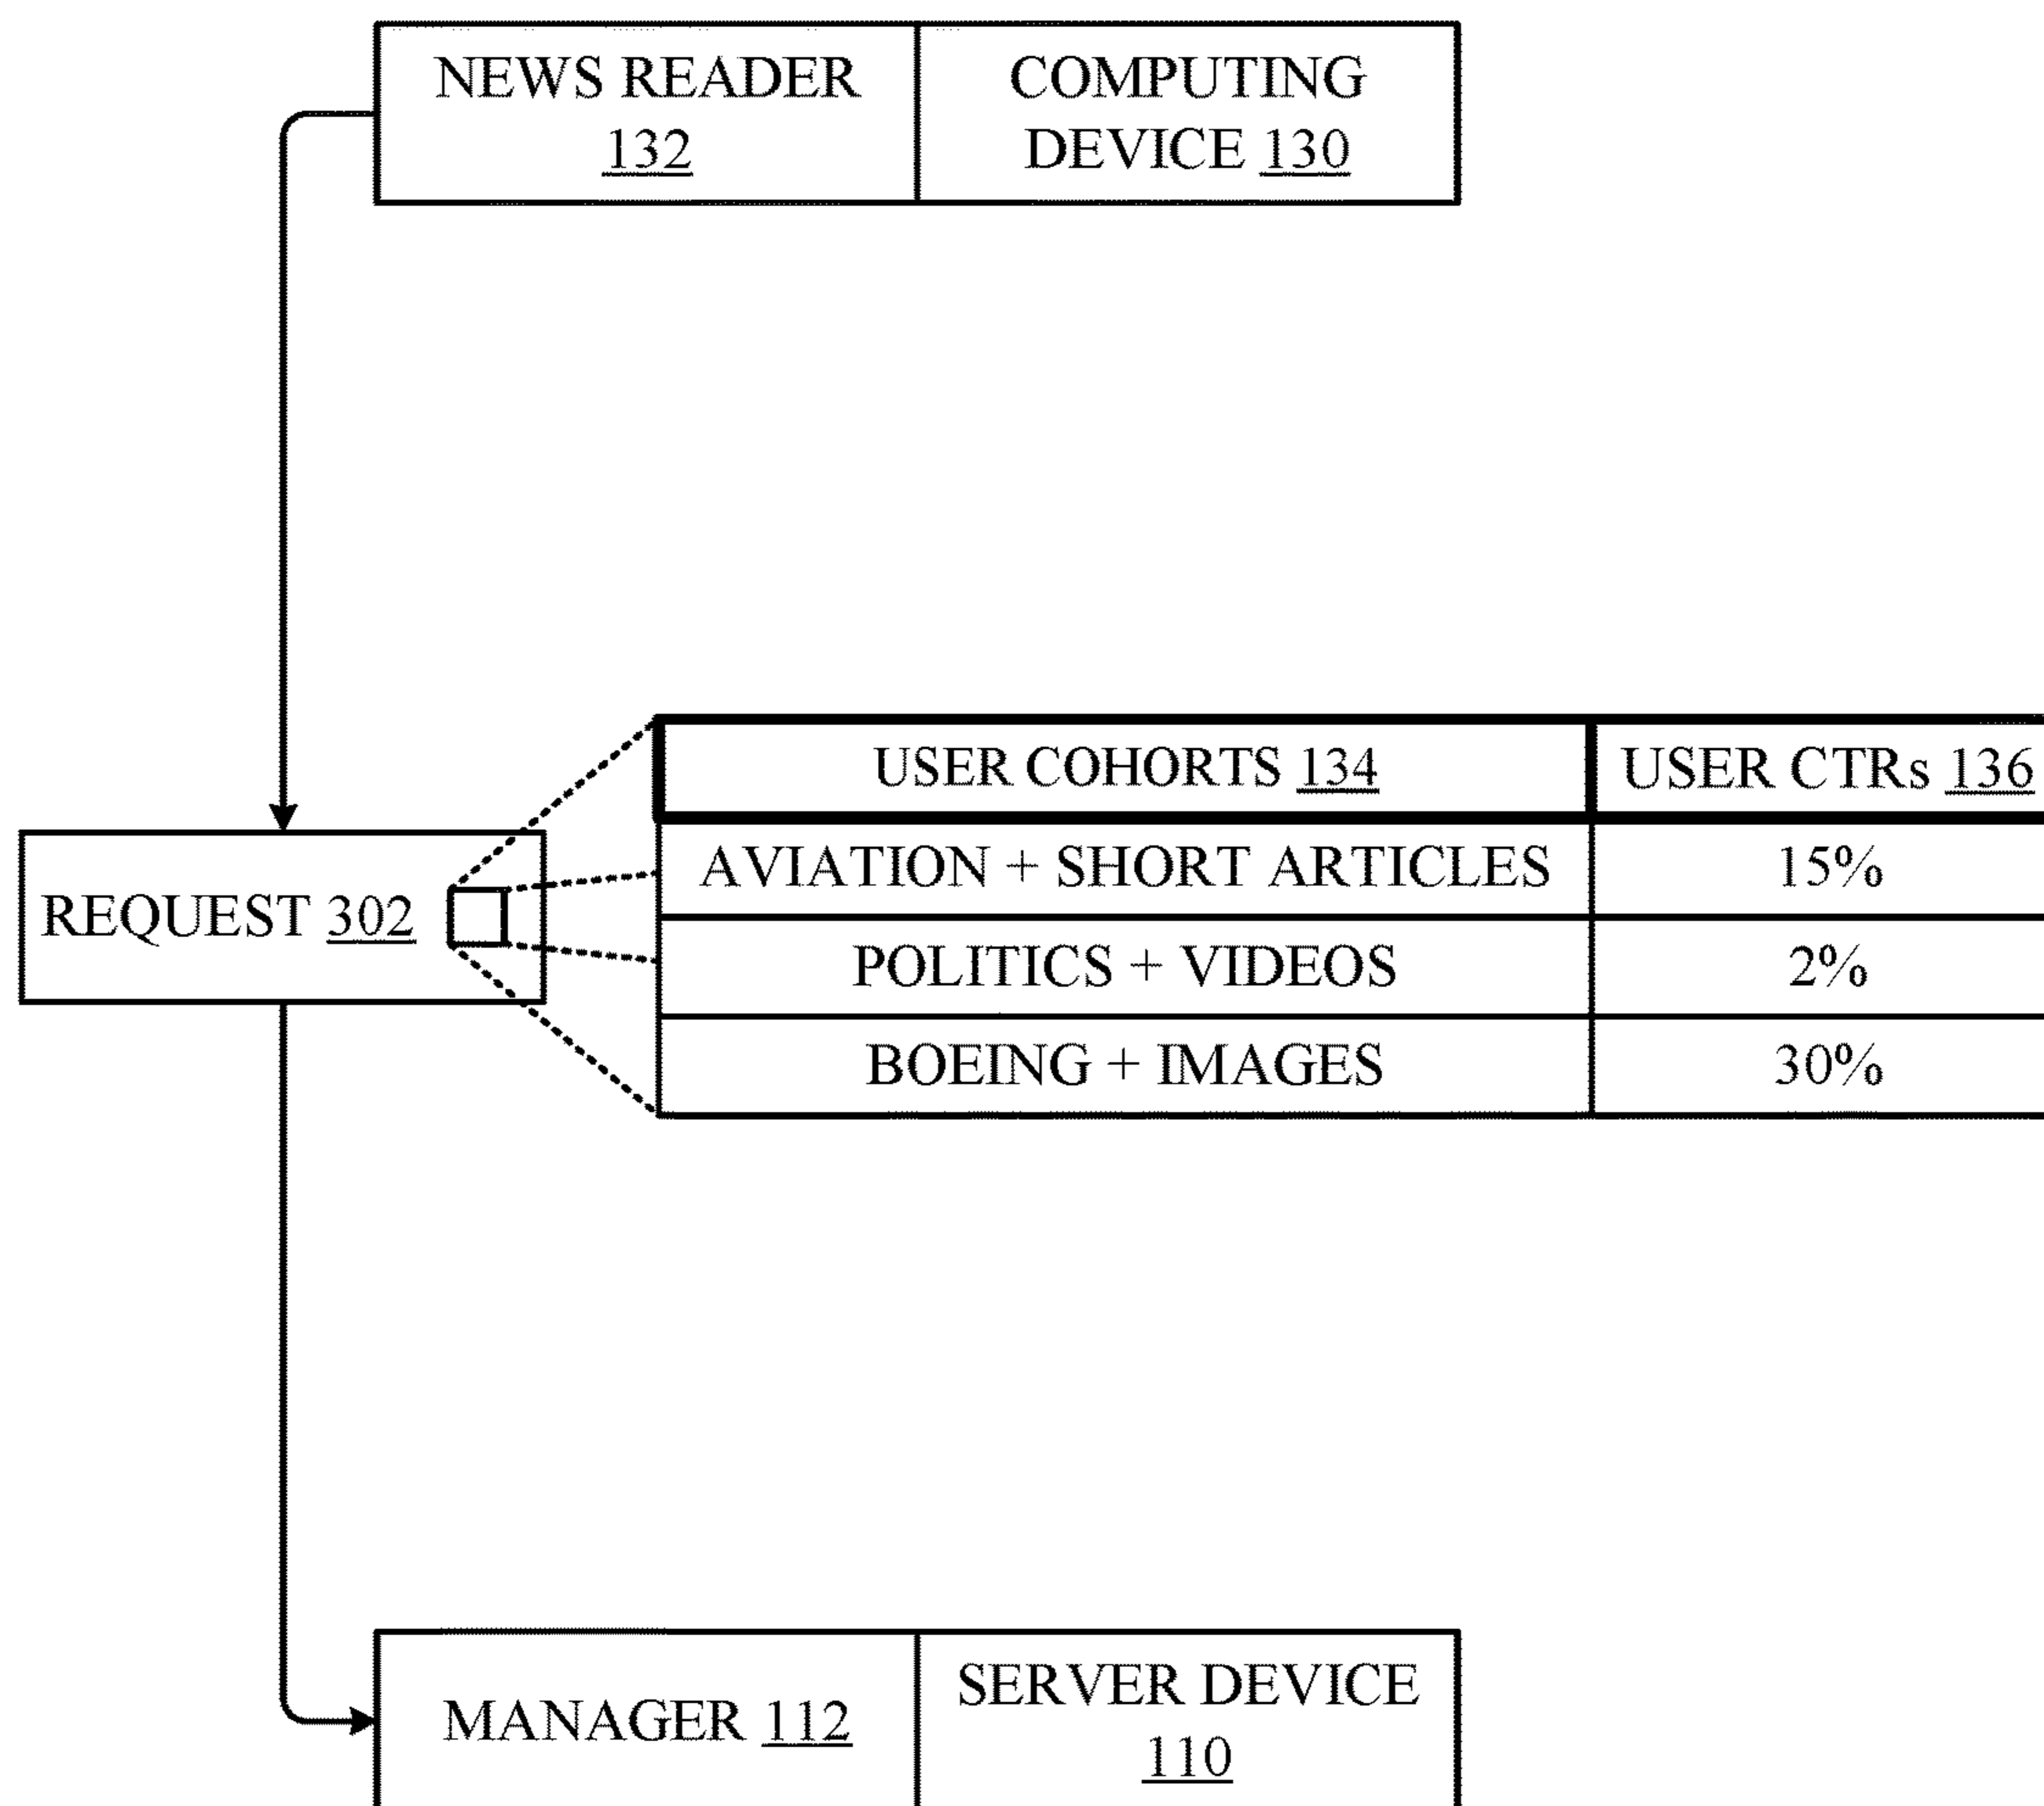 NEWS READER
132
COMPUTING
DEVICE 130
USER COHORTS 134
USER CTRs 136
AVIATION + SHORT ARTICLES
15%
REQUEST 302
POLITICS + VIDEOS
2%
BOEING + IMAGES
30%
MANAGER 112
SERVER DEVICE
110